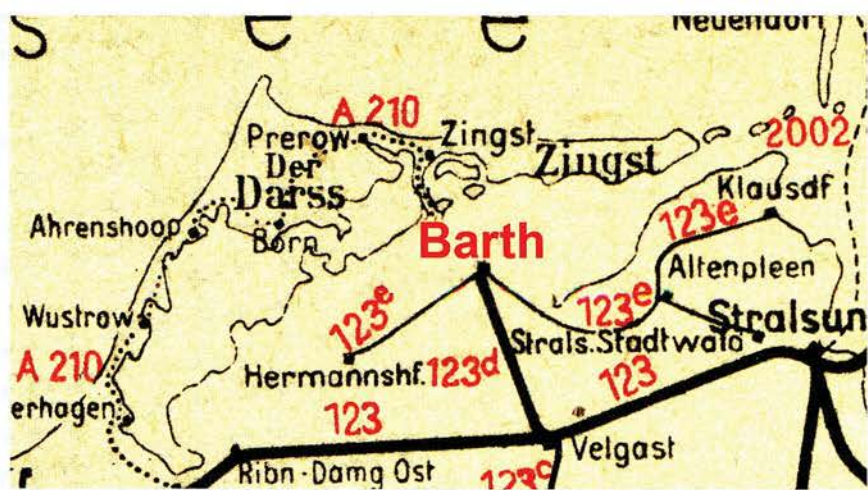 s e e
Neuendorf
A 210
2002
Prerow
Zingst
Der
Darss
Zingst
Klausdf
123e
Ahrenshoop
Born
Barth
Altenpleen
123e
123e
Wustrow
Strals. Stadtwald
Stralsun
A 210
Hermannshf.
123d
123
erhagen
123
Velgast
Ribn-Damg Ost
123c